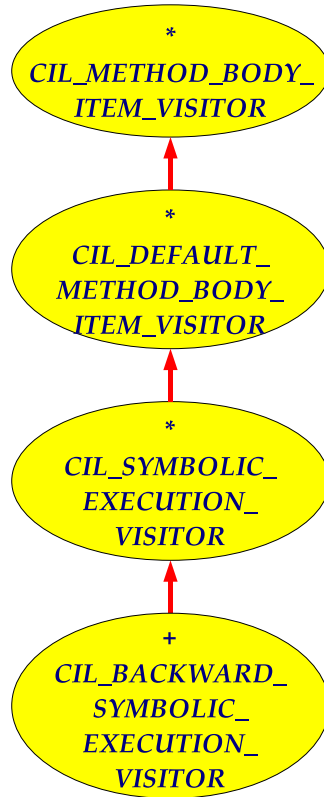 *
CIL_METHOD_BODY_
ITEM_VISITOR
*
CIL_DEFAULT_
METHOD_BODY_
ITEM_VISITOR
*
CIL_SYMBOLIC_
EXECUTION_
VISITOR
+
CIL_BACKWARD_
SYMBOLIC_
EXECUTION_
VISITOR